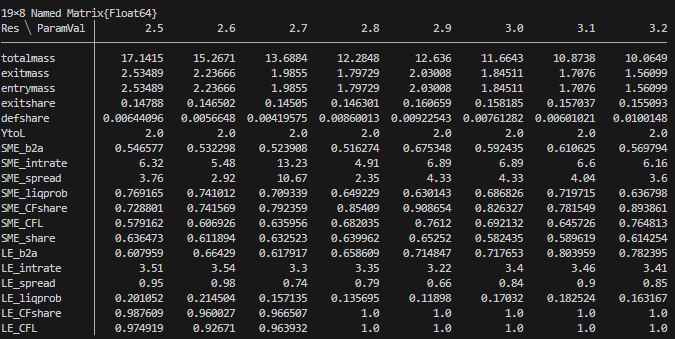 19×8 Named Matrix{Float64}
Res ╲ ParamVal │ 2.5 2.6 2.7 2.8 2.9 3.0 3.1 3.2
totalmass 17.1415 15.2671 13.6884 12.2848 12.636 11.6643 10.8738 10.0649
exitmass 2.53489 2.23666 1.9855 1.79729 2.03008 1.84511 1.7076 1.56099
entrymass 2.53489 2.23666 1.9855 1.79729 2.03008 1.84511 1.7076 1.56099
exitshare 0.14788 0.146502 0.14505 0.146301 0.160659 0.158185 0.157037 0.155093
defshare 0.00644096 0.0056648 0.00419575 0.00860013 0.00922543 0.00761282 0.00601021 0.0100148
YtoL 2.0 2.0 2.0 2.0 2.0 2.0 2.0 2.0
SME_b2a 0.546577 0.532298 0.523908 0.516274 0.675348 0.592435 0.610625 0.569794
SME_intrate 6.32 5.48 13.23 4.91 6.89 6.89 6.6 6.16
SME_spread 3.76 2.92 10.67 2.35 4.33 4.33 4.04 3.6
SME_liqprob 0.769165 0.741012 0.709339 0.649229 0.630143 0.686826 0.719715 0.636798
SME_CFshare 0.728801 0.741569 0.792359 0.85409 0.908654 0.826327 0.781549 0.893861
SME_CFL 0.579162 0.606926 0.635956 0.682035 0.7612 0.692132 0.645726 0.764813
SME_share 0.636473 0.611894 0.632523 0.639962 0.65252 0.582435 0.589619 0.614254
LE_b2a 0.607959 0.66429 0.617917 0.658609 0.714847 0.717653 0.803959 0.782395
LE_intrate 3.51 3.54 3.3 3.35 3.22 3.4 3.46 3.41
LE_spread 0.95 0.98 0.74 0.79 0.66 0.84 0.9 0.85
LE_liqprob 0.201052 0.214504 0.157135 0.135695 0.11898 0.17032 0.182524 0.163167
LE_CFshare 0.987609 0.960027 0.966507 1.0 1.0 1.0 1.0 1.0
LE_CFL 0.974919 0.92671 0.963932 1.0 1.0 1.0 1.0 1.0